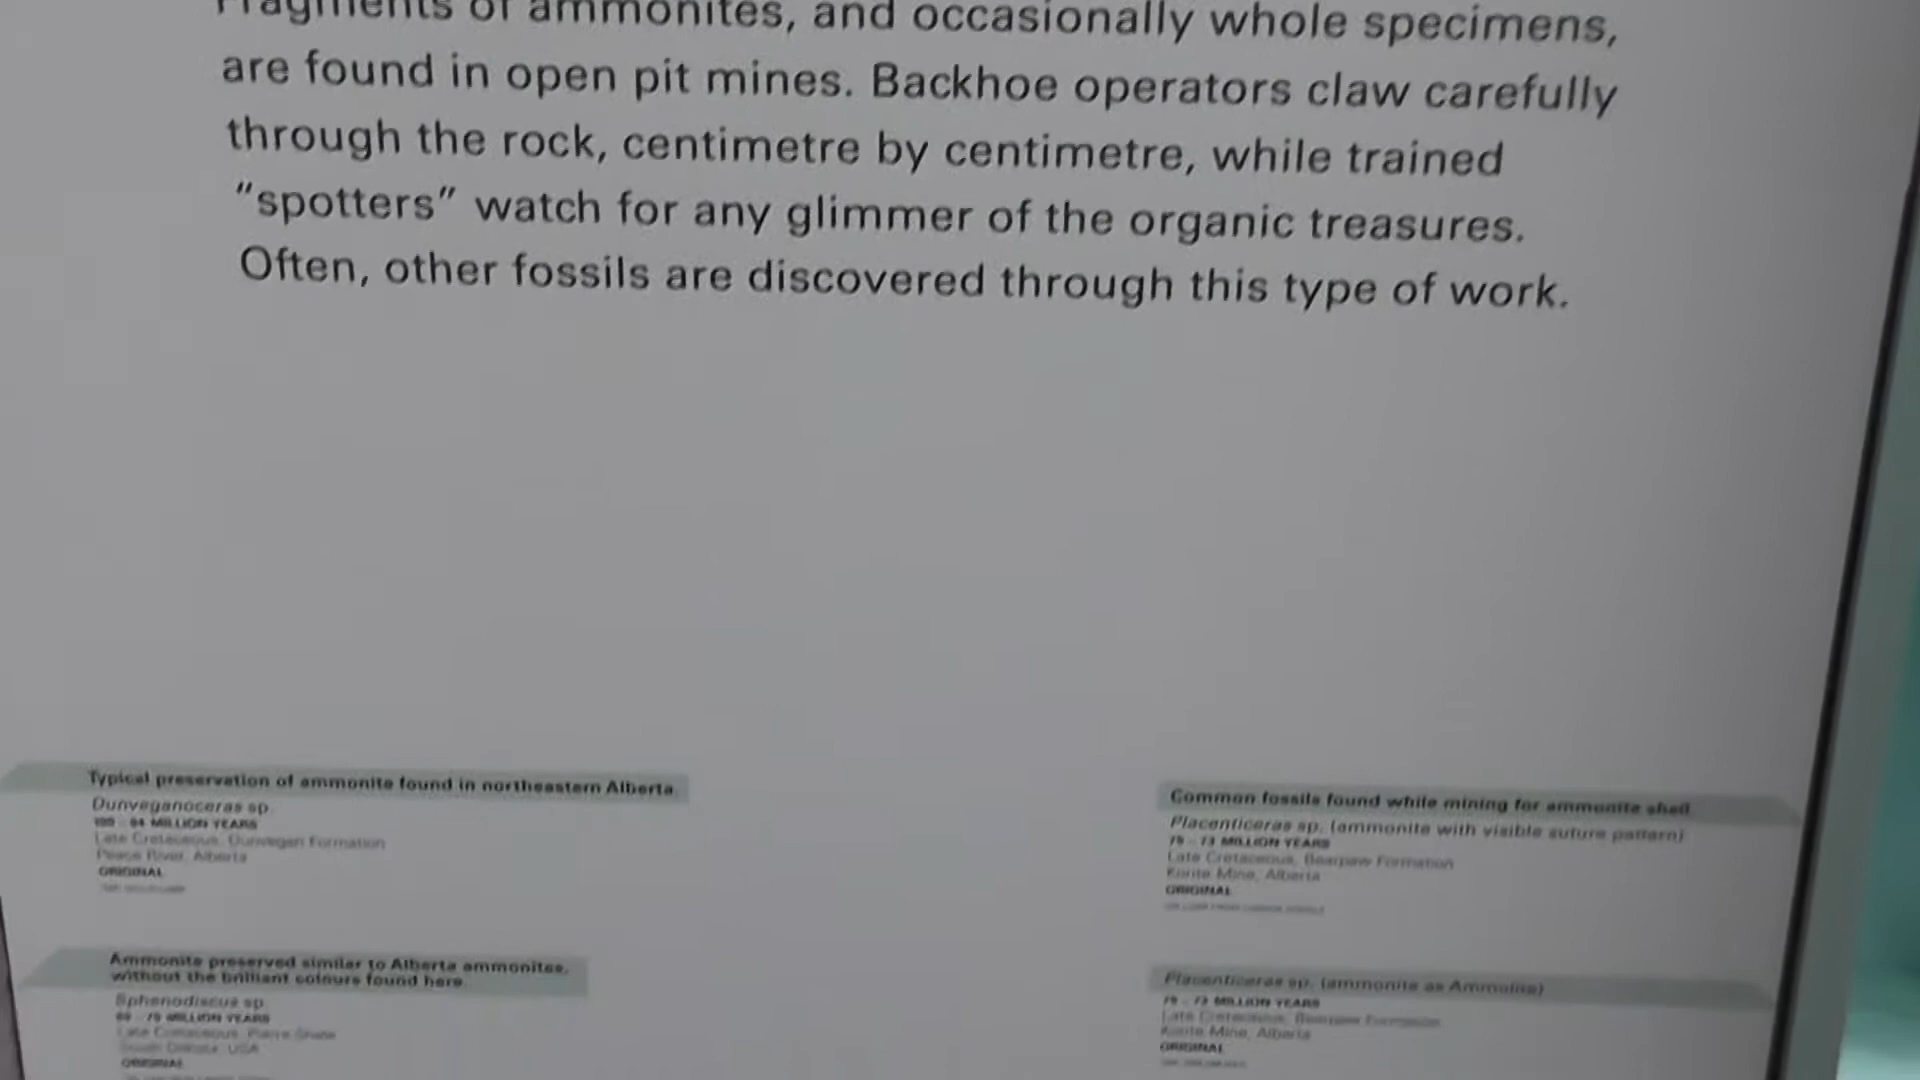 Fragments of ammonites, and occasionally whole specimens,
are found in open pit mines. Backhoe operators claw carefully
through the rock, centimetre by centimetre, while trained
"spotters" watch for any glimmer of the organic treasures.
Often, other fossils are discovered through this type of work.
Typical preservation of ammonite found in northeastern Alberta.
Dunveganoceras sp.
MILLION YEARS
Late Cretaceous, Dunvegan Formation
Peace River, Alberta
ORIGINAL
Ammonite preserved similar to Alberta ammonites,
without the brilliant colours found here.
Sphenodiscus sp.
MILLION YEARS
Late Cretaceous, Pierre Shale
South Dakota, USA
ORIGINAL
Common fossils found while mining for ammonite shell
Placenticeras sp. (ammonite with visible suture pattern)
MILLION YEARS
Late Cretaceous, Bearpaw Formation
Mine, Alberta
ORIGINAL
Placenticeras sp. (ammonite as Ammolite)
MILLION YEARS
Late Cretaceous, Bearpaw Formation
Mine, Alberta
ORIGINAL